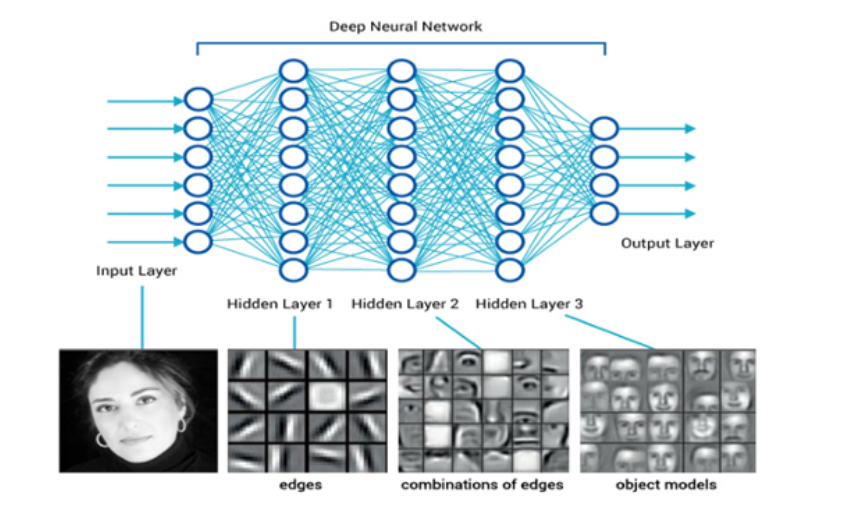 Deep Neural Network
Input Layer
Output Layer
Hidden Layer 1
Hidden Layer 2
Hidden Layer 3
edges
combinations of edges
object models